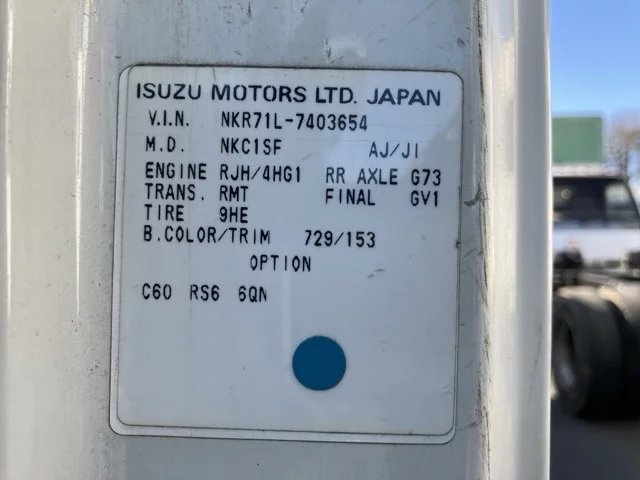 ISUZU MOTORS LTD. JAPAN
V.I.N. NKR71L-7403654
M.D. NKC1SF AJ/JI
ENGINE RJH/4HG1 RR AXLE G73
TRANS. RMT FINAL GV1
TIRE 9HE
B.COLOR/TRIM 729/153
OPTION
C60 RS6 6QN